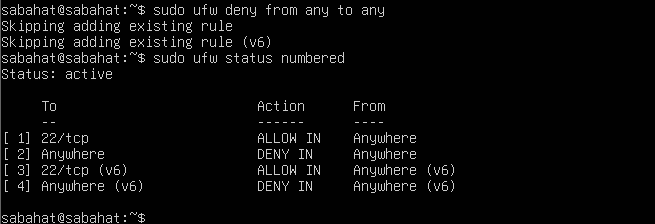 sabahat@sabahat:~$ sudo ufw deny from any to any
Skipping adding existing rule
Skipping adding existing rule (v6)
sabahat@sabahat:~$ sudo ufw status numbered
Status: active
To Action From
-- ------ ----
[ 1] 22/tcp ALLOW IN Anywhere
[ 2] Anywhere DENY IN Anywhere
[ 3] 22/tcp (v6) ALLOW IN Anywhere (v6)
[ 4] Anywhere (v6) DENY IN Anywhere (v6)
sabahat@sabahat:~$